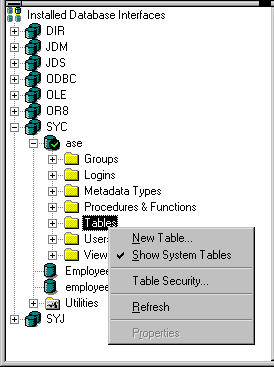 Installed Database Interfaces
DIR
JDM
JDS
ODBC
OLE
OR8
SYC
ase
Groups
Logins
Metadata Types
Procedures & Functions
Tables
Users
View
Employee
employee
Utilities
SYJ
New Table...
Show System Tables
Table Security...
Refresh
Properties